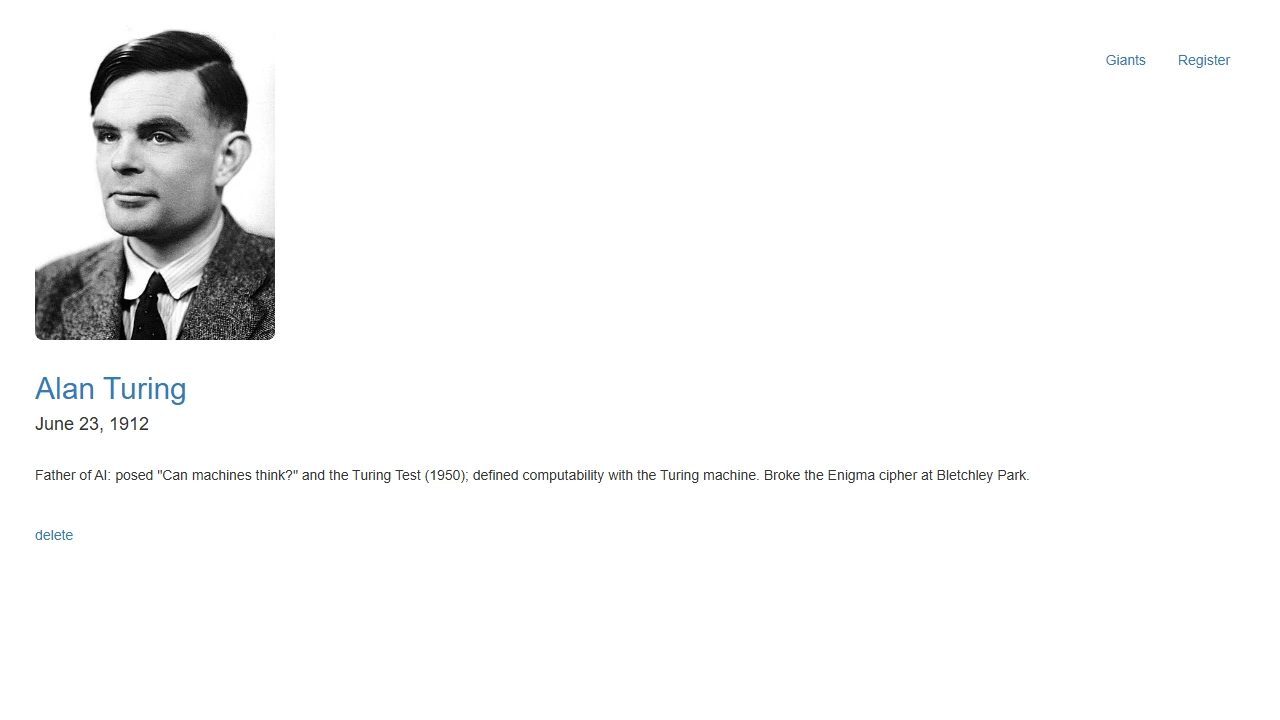 Giants
Register
Alan Turing
June 23, 1912
Father of AI: posed "Can machines think?" and the Turing Test (1950); defined computability with the Turing machine. Broke the Enigma cipher at Bletchley Park.
delete